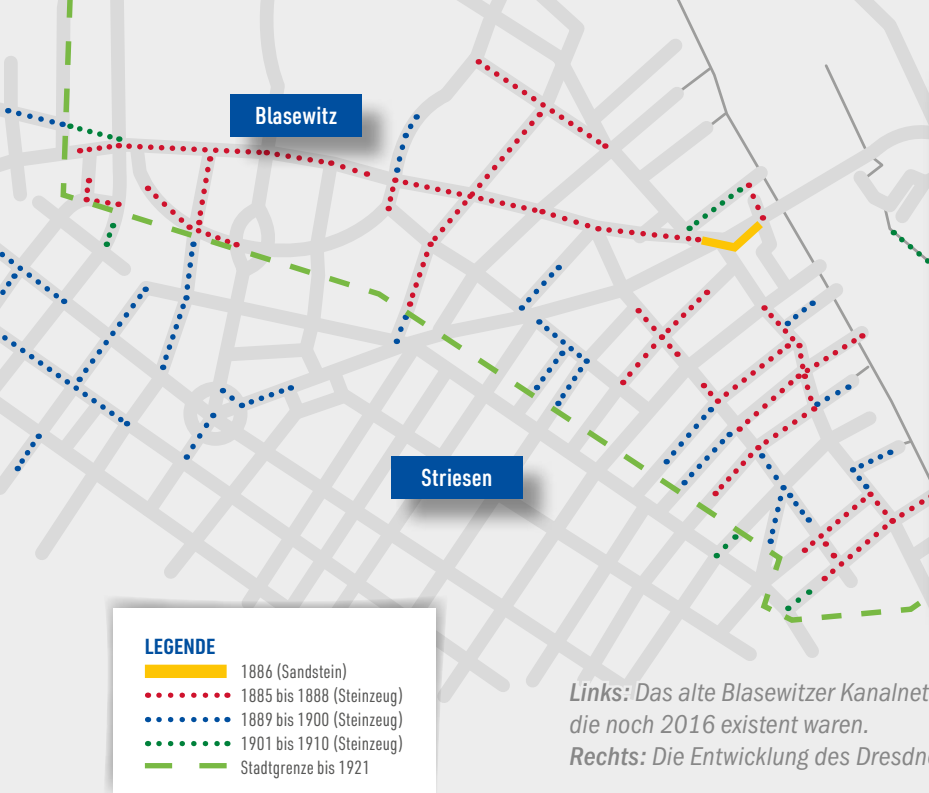 Blasewitz
Striesen
LEGENDE
1886 (Sandstein)
1885 bis 1888 (Steinzeug)
1889 bis 1900 (Steinzeug)
1901 bis 1910 (Steinzeug)
Stadtgrenze bis 1921
Links: Das alte Blasewitzer Kanalnet
die noch 2016 existent waren.
Rechts: Die Entwicklung des Dresdn